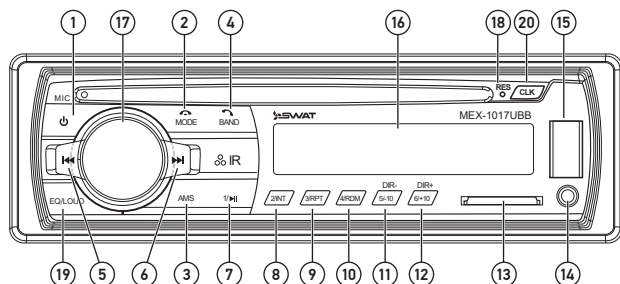 1 17 2 4 16 18 20 15
MIC
RES
CLK
MODE
BAND
SWAT
MEX-1017UBB
IR
EQ/LOUD
AMS
1/
2/INT
3/RPT
4/RDM
DIR-
5/-10
DIR+
6/+10
19 5 6 3 7 8 9 10 11 12 13 14